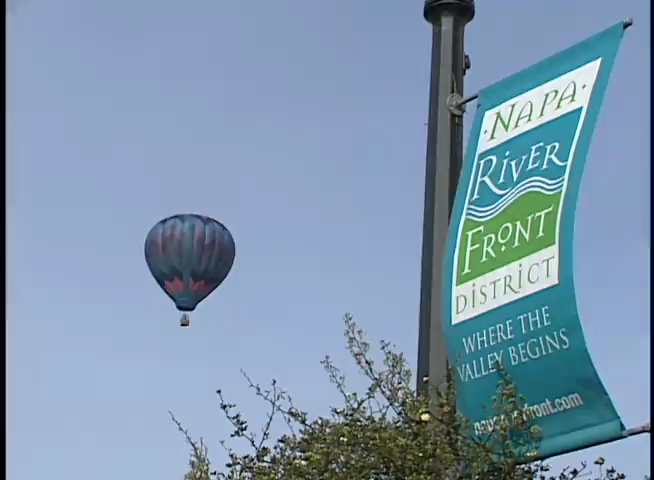 · NAPA ·
RIVER
FRONT
DISTRICT
WHERE THE
VALLEY BEGINS